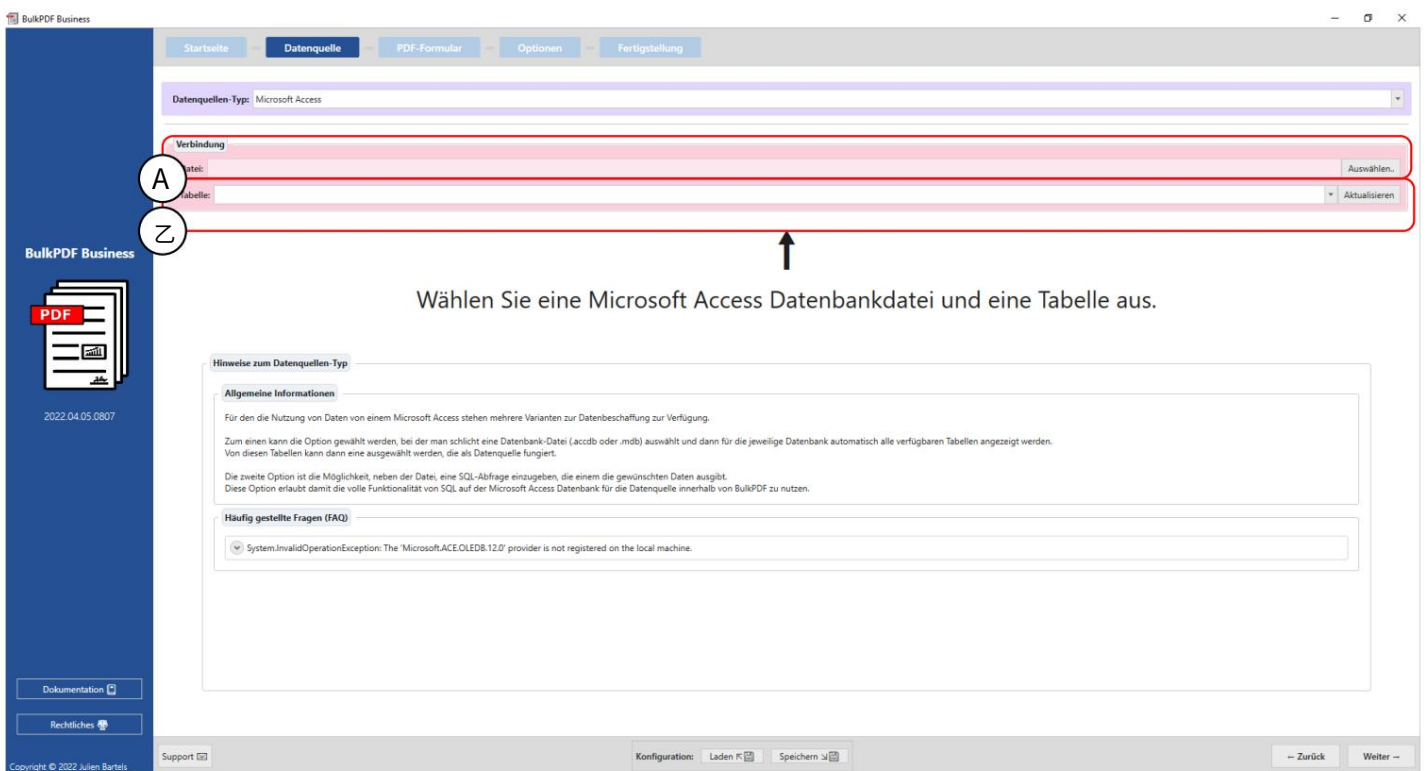 BulkPDF Business
Startseite
Datenquelle
PDF-Formular
Optionen
Fertigstellung
Datenquellen-Typ: Microsoft Access
Verbindung
A
atei:
Auswählen..
Tabelle:
Aktualisieren
乙
BulkPDF Business
Wählen Sie eine Microsoft Access Datenbankdatei und eine Tabelle aus.
PDF
2022.04.05.0807
Hinweise zum Datenquellen-Typ
Allgemeine Informationen
Für den die Nutzung von Daten von einem Microsoft Access stehen mehrere Varianten zur Datenbeschaffung zur Verfügung.
Zum einen kann die Option gewählt werden, bei der man schlicht eine Datenbank-Datei (.accdb oder .mdb) auswählt und dann für die jeweilige Datenbank automatisch alle verfügbaren Tabellen angezeigt werden.
Von diesen Tabellen kann dann eine ausgewählt werden, die als Datenquelle fungiert.
Die zweite Option ist die Möglichkeit, neben der Datei, eine SQL-Abfrage einzugeben, die einem die gewünschten Daten ausgibt.
Diese Option erlaubt damit die volle Funktionalität von SQL auf der Microsoft Access Datenbank für die Datenquelle innerhalb von BulkPDF zu nutzen.
Häufig gestellte Fragen (FAQ)
System.InvalidOperationException: The 'Microsoft.ACE.OLEDB.12.0' provider is not registered on the local machine.
Dokumentation
Rechtliches
Copyright © 2022 Julien Bartels
Support
Konfiguration: Laden Speichern
← Zurück
Weiter →